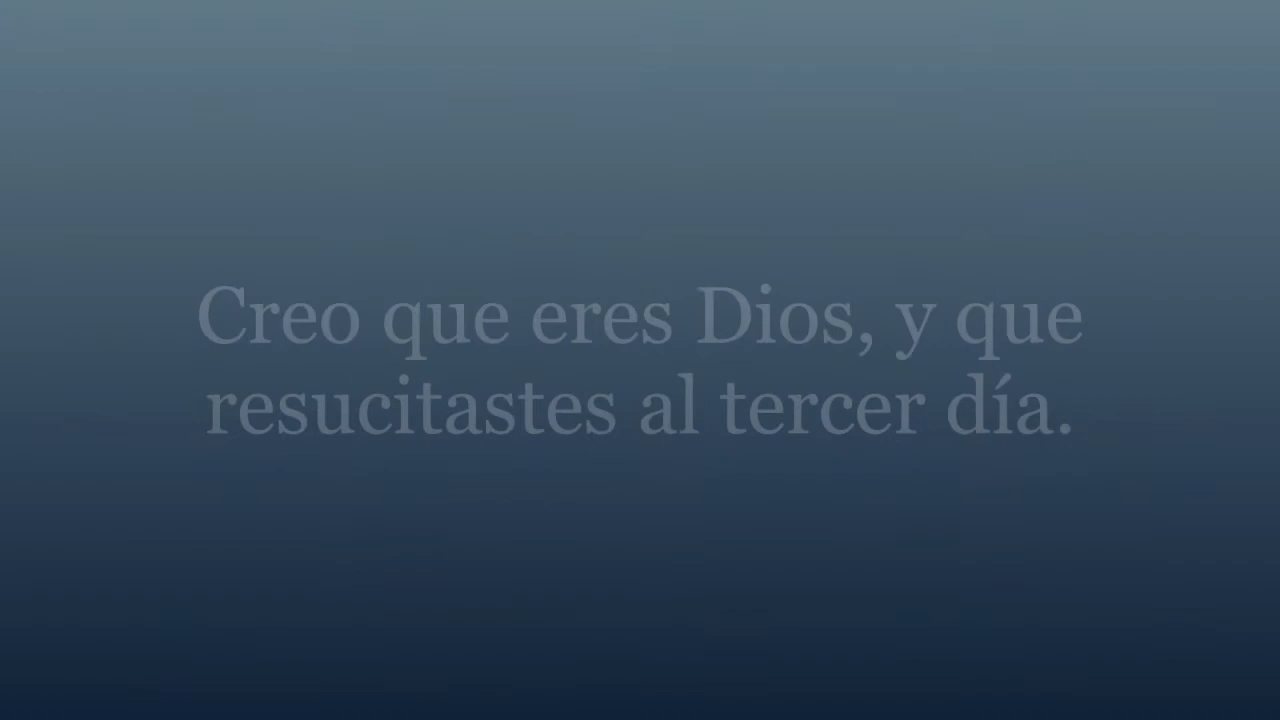 Creo que eres Dios, y que
resucitastes al tercer día.